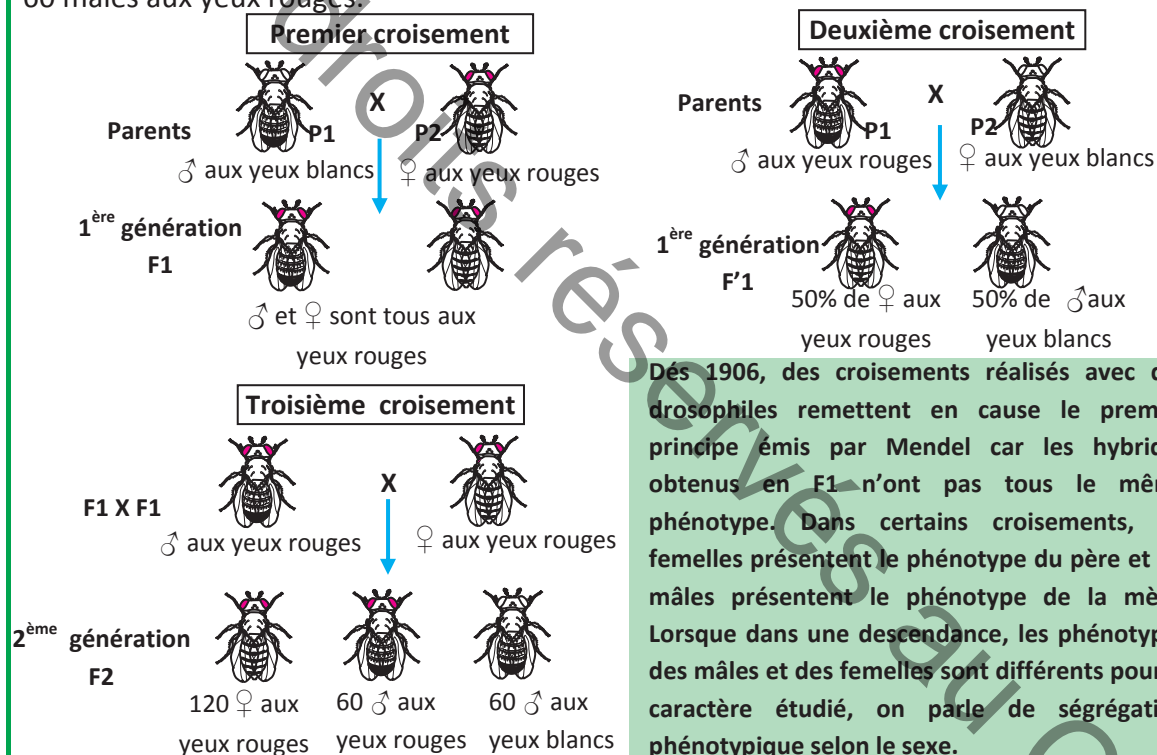 60 mâles aux yeux rouges.
Premier croisement
Parents
P1
X
P2
♂ aux yeux blancs
♀ aux yeux rouges
1ère génération
F1
♂ et ♀ sont tous aux
yeux rouges
Deuxième croisement
Parents
P1
X
P2
♂ aux yeux rouges
♀ aux yeux blancs
1ère génération
F'1
50% de ♀ aux
yeux rouges
50% de ♂aux
yeux blancs
Troisième croisement
F1 X F1
X
♂ aux yeux rouges
♀ aux yeux rouges
2ème génération
F2
120 ♀ aux
yeux rouges
60 ♂ aux
yeux rouges
60 ♂ aux
yeux blancs
Dés 1906, des croisements réalisés avec
drosophiles remettent en cause le
principe émis par Mendel car les
obtenus en F1 n'ont pas tous le
phénotype. Dans certains croisements,
femelles présentent le phénotype du père et
mâles présentent le phénotype de la
Lorsque dans une descendance, les
des mâles et des femelles sont différents pour
caractère étudié, on parle de
phénotypique selon le sexe.
droits réservés au